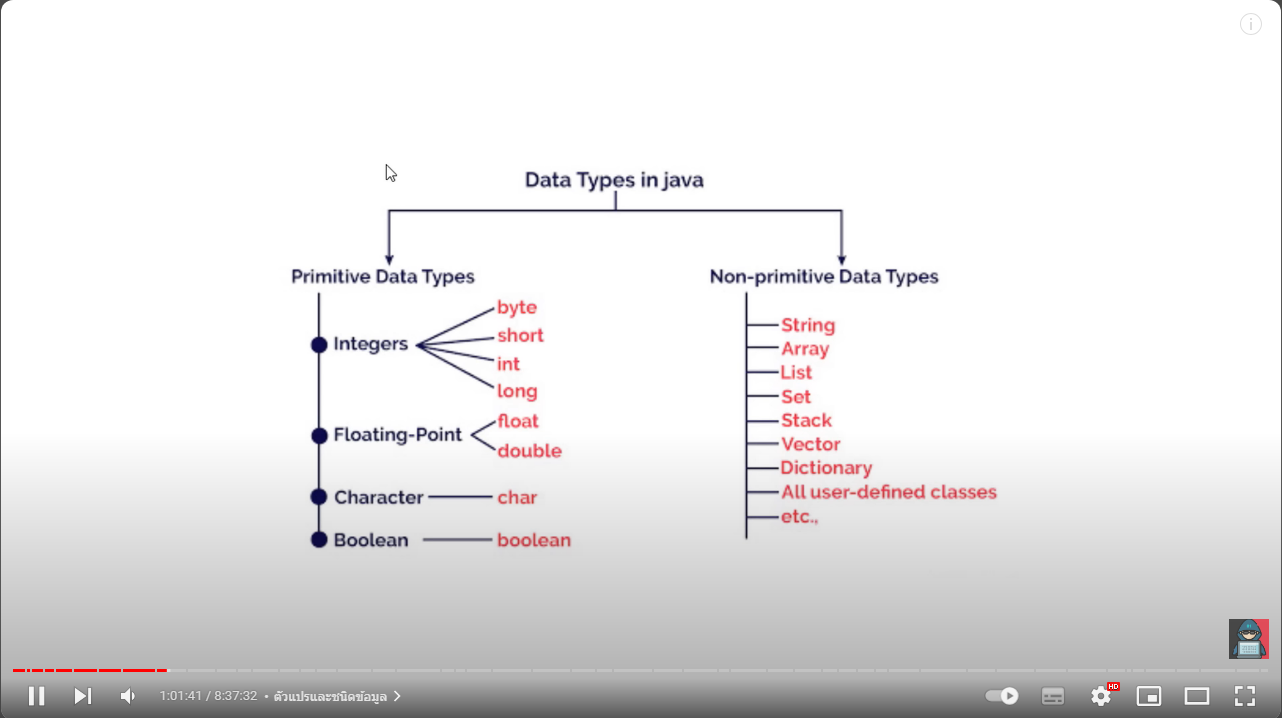 Data Types in java
Primitive Data Types
Integers
byte
short
int
long
Floating-Point
float
double
Character
char
Boolean
boolean
Non-primitive Data Types
String
Array
List
Set
Stack
Vector
Dictionary
All user-defined classes
etc.,
1:01:41 / 8:37:32 • ตัวแปรและชนิดข้อมูล
HD